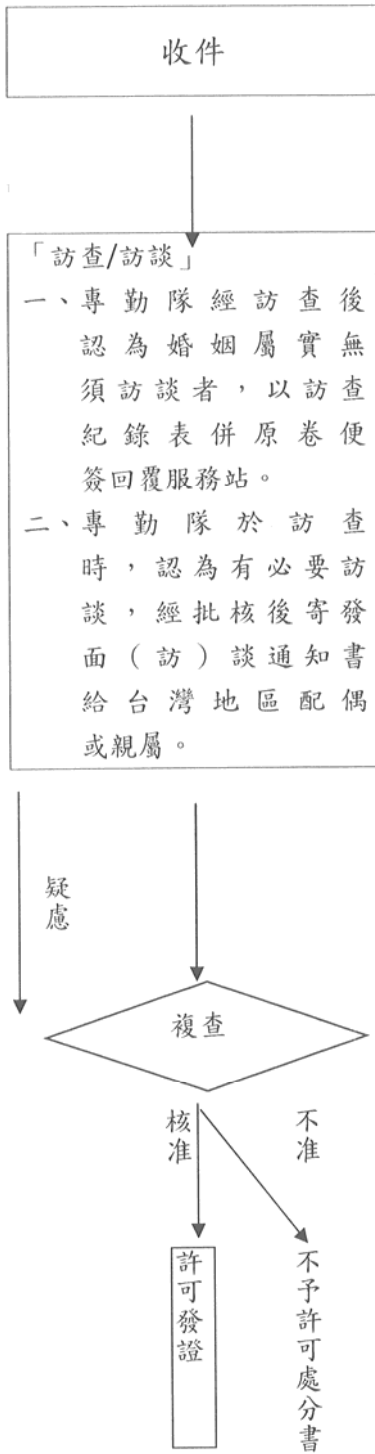 收件
「訪查/訪談」
一、專勤隊經訪查後
認為婚姻屬實無
須訪談者，以訪查
紀錄表併原卷便
簽回覆服務站。
二、專勤隊於訪查
時，認為有必要訪
談，經批核後寄發
面（訪）談通知書
給台灣地區配偶
或親屬。
疑慮
複查
核准
不准
許可發證
不予許可處分書